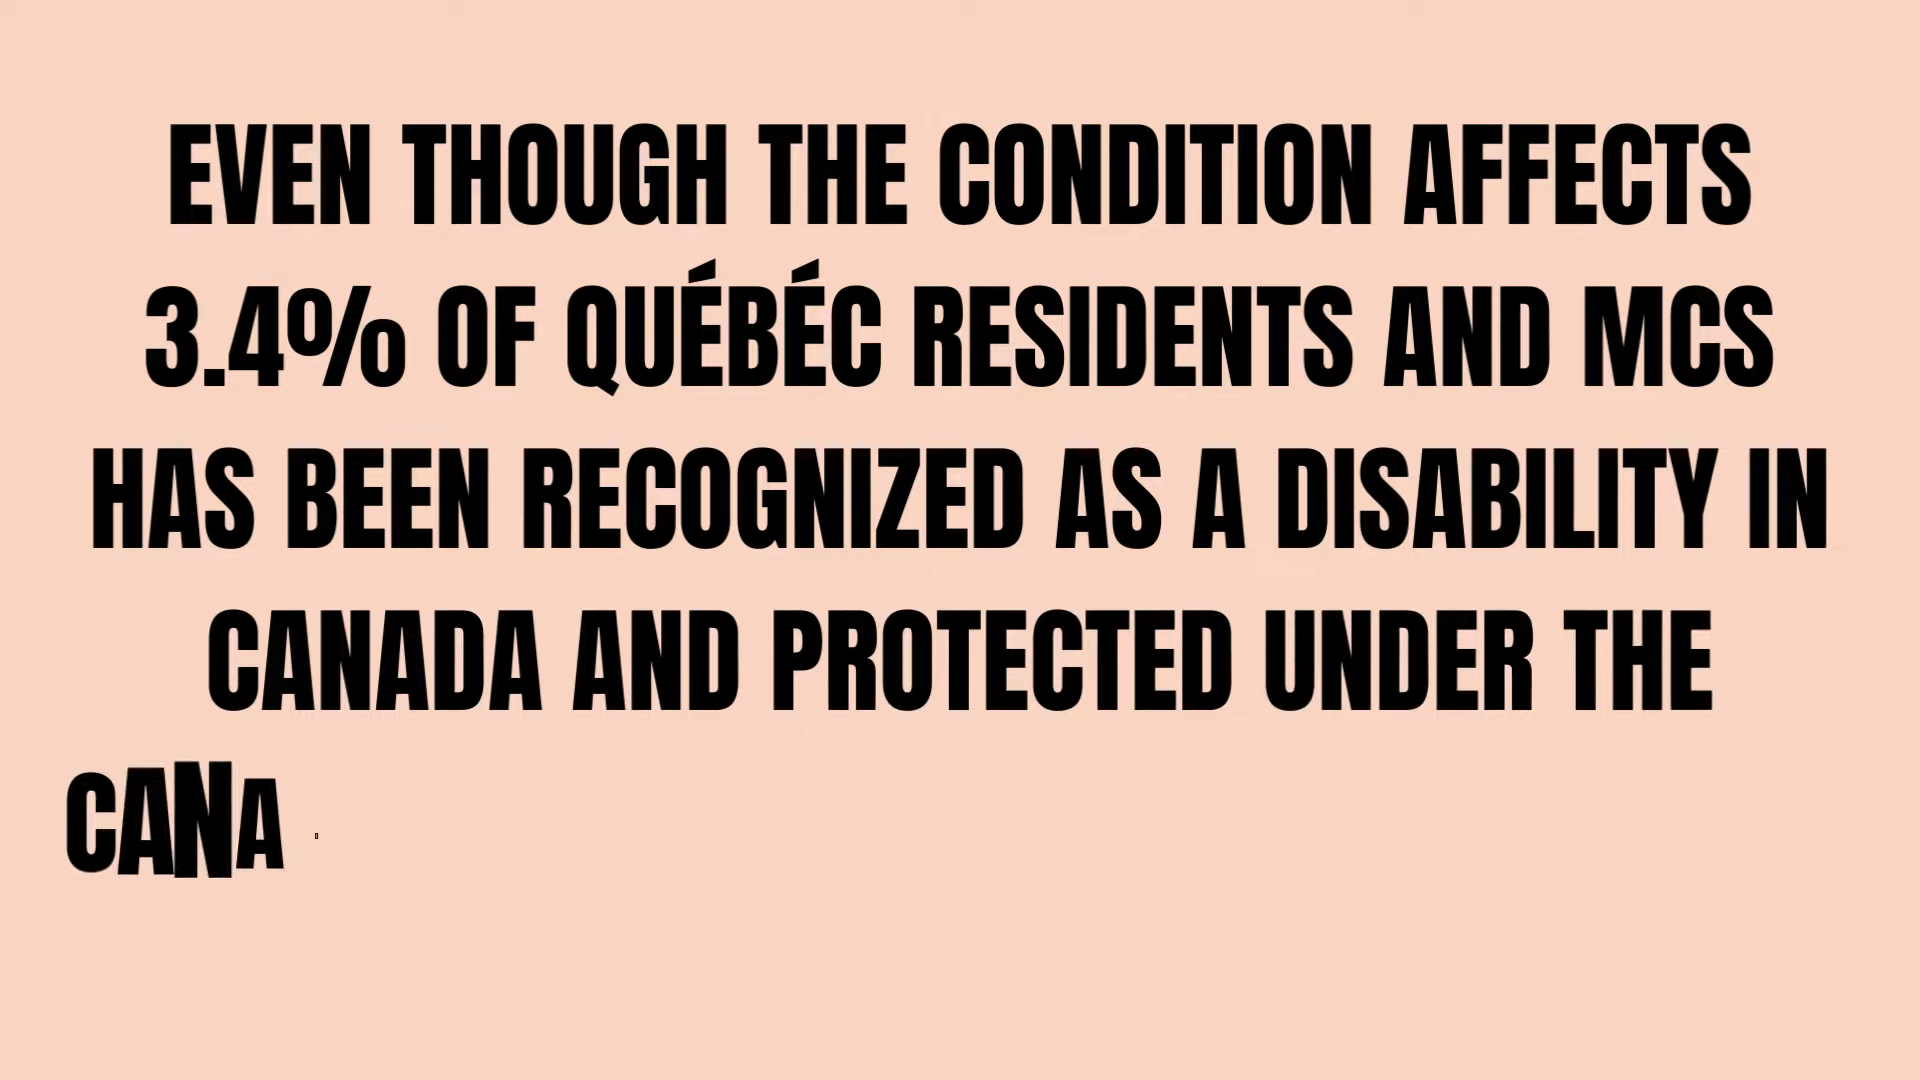 EVEN THOUGH THE CONDITION AFFECTS
3.4% OF QUÉBÉC RESIDENTS AND MCS
HAS BEEN RECOGNIZED AS A DISABILITY IN
CANADA AND PROTECTED UNDER THE
CANA